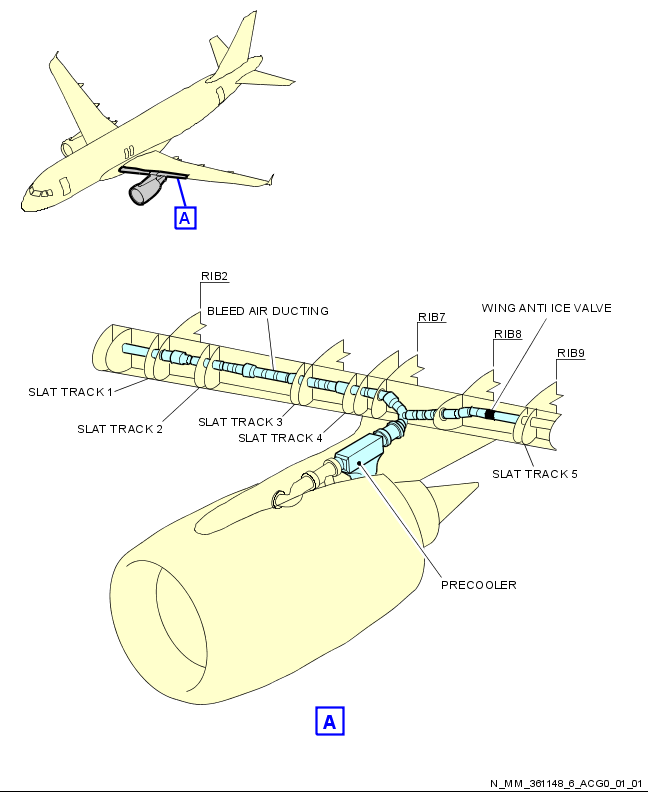 A
RIB2
BLEED AIR DUCTING
WING ANTI ICE VALVE
RIB7
RIB8
RIB9
SLAT TRACK 1
SLAT TRACK 2
SLAT TRACK 3
SLAT TRACK 4
SLAT TRACK 5
PRECOOLER
A
N_MM_361148_6_ACG0_01_01